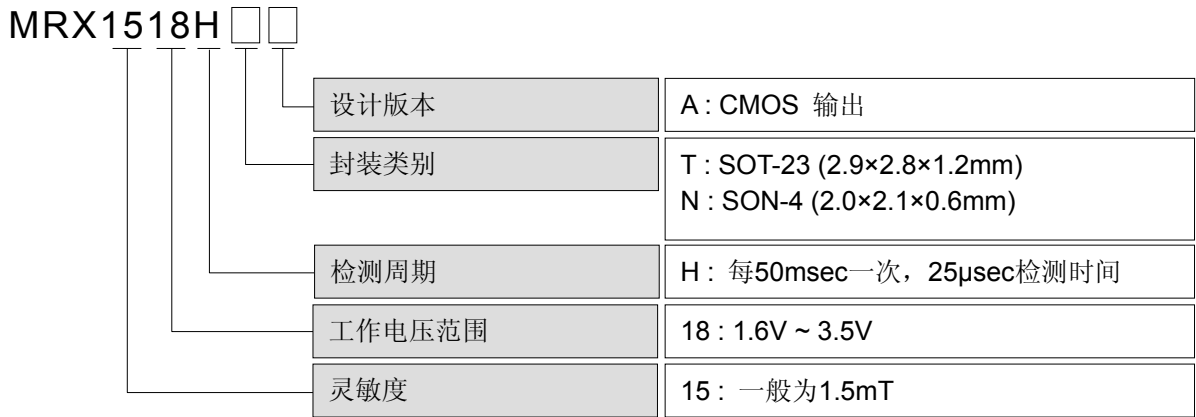 MRX1518H□□
设计版本 A : CMOS 输出
封装类别 T : SOT-23 (2.9×2.8×1.2mm)
N : SON-4 (2.0×2.1×0.6mm)
检测周期 H : 每50msec一次，25μsec检测时间
工作电压范围 18 : 1.6V ~ 3.5V
灵敏度 15 : 一般为1.5mT